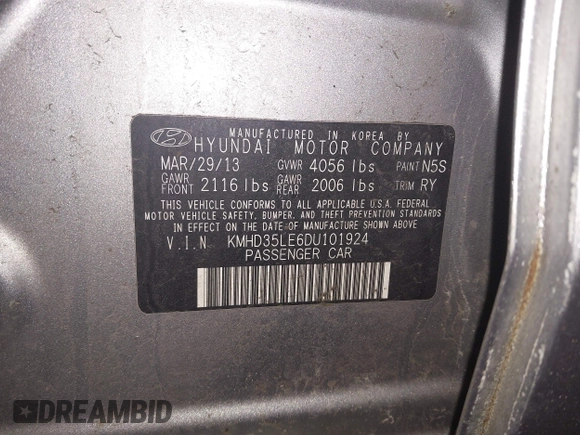 MANUFACTURED IN KOREA BY
HYUNDAI MOTOR COMPANY
MAR/29/13 GVWR 4056 lbs PAINT N5S
GAWR FRONT 2116 lbs GAWR REAR 2006 lbs TRIM RY
THIS VEHICLE CONFORMS TO ALL APPLICABLE U.S.A. FEDERAL
MOTOR VEHICLE SAFETY, BUMPER, AND THEFT PREVENTION STANDARDS
IN EFFECT ON THE DATE OF MANUFACTURE SHOWN ABOVE.
V.I.N KMHD35LE6DU101924
PASSENGER CAR
DREAMBID